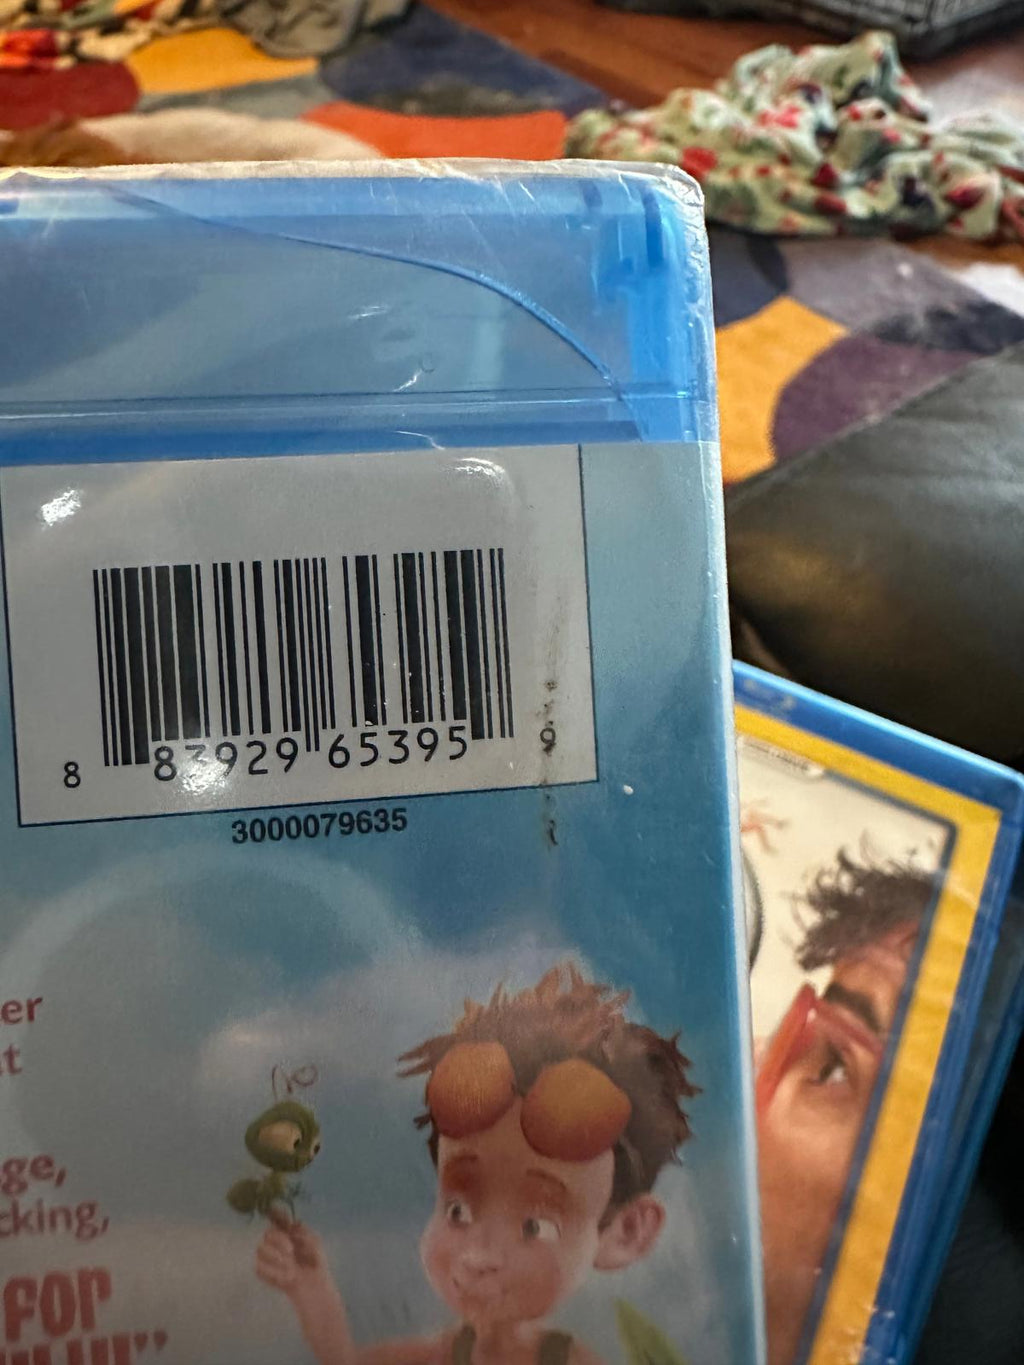 8 83929 65395 9
3000079635
er
t
ge,
cking,
FOR